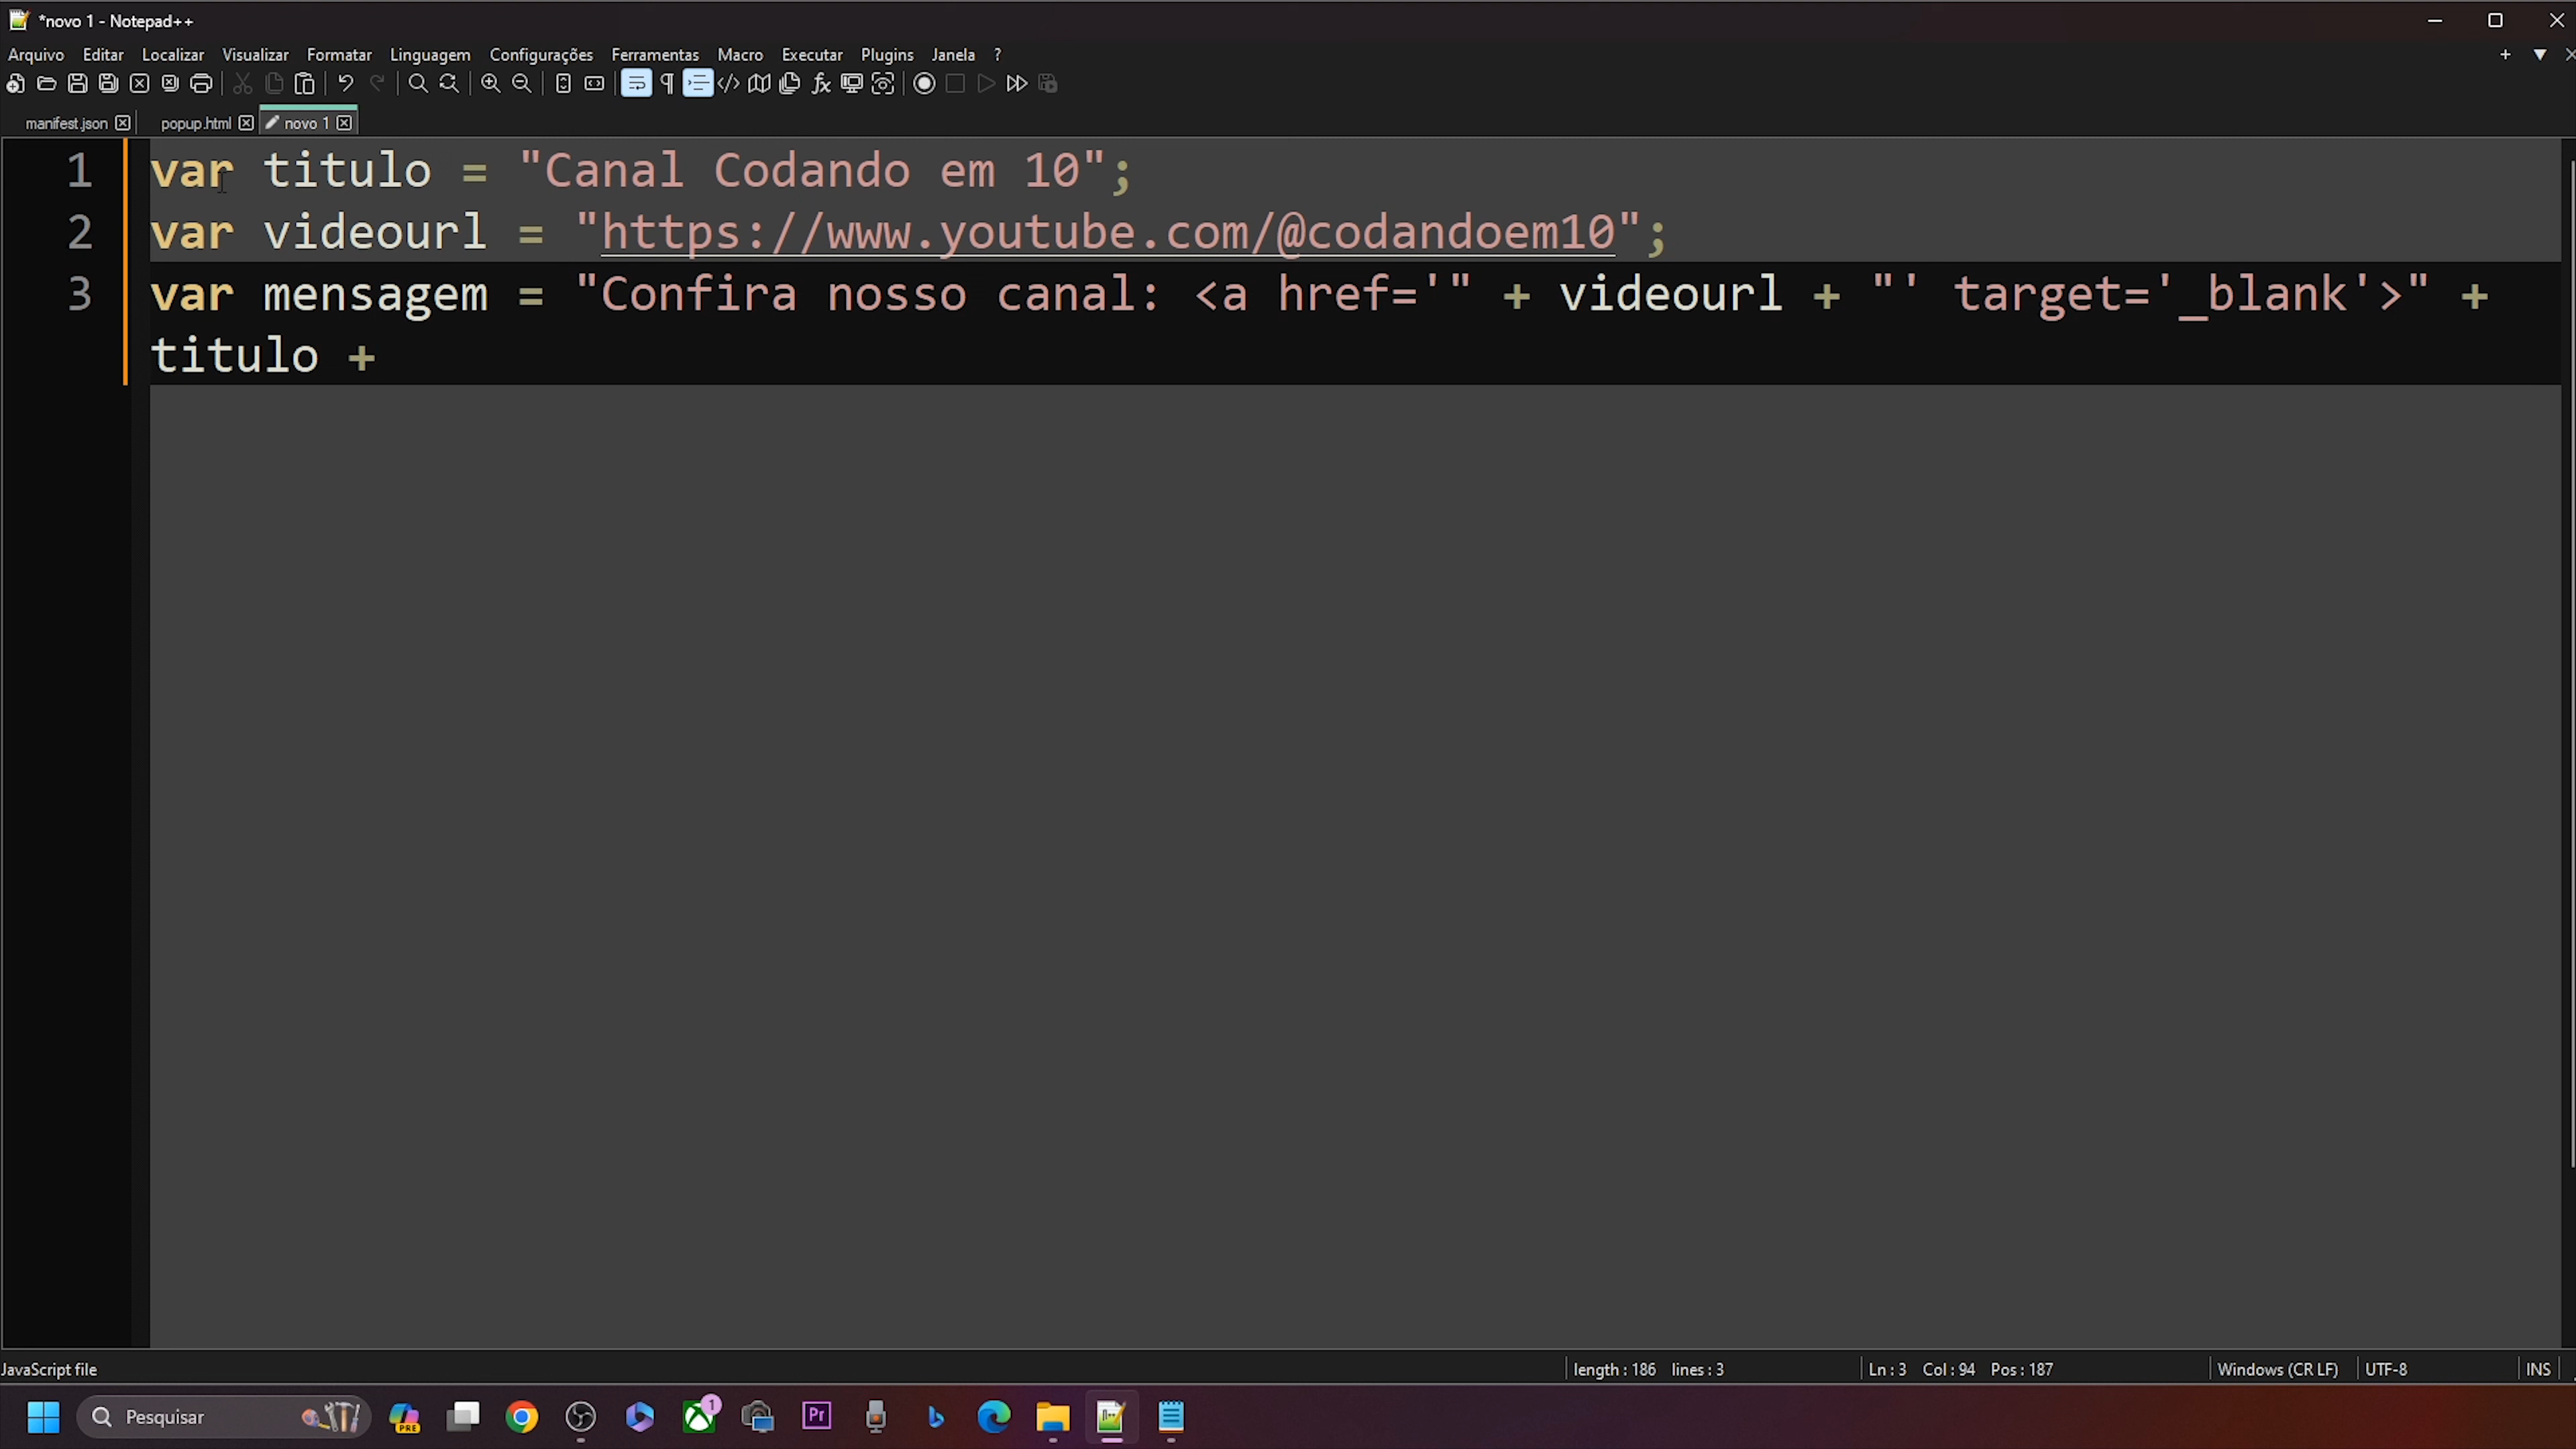 *novo 1 - Notepad++
Arquivo Editar Localizar Visualizar Formatar Linguagem Configurações Ferramentas Macro Executar Plugins Janela ?
manifest.json popup.html novo 1
1 var titulo = "Canal Codando em 10";
2 var videourl = "https://www.youtube.com/@codandoem10";
3 var mensagem = "Confira nosso canal: <a href='" + videourl + "' target='_blank'>" +
titulo +
JavaScript file length : 186 lines : 3 Ln : 3 Col : 94 Pos : 187 Windows (CR LF) UTF-8 INS
Pesquisar PRE 1 Pr